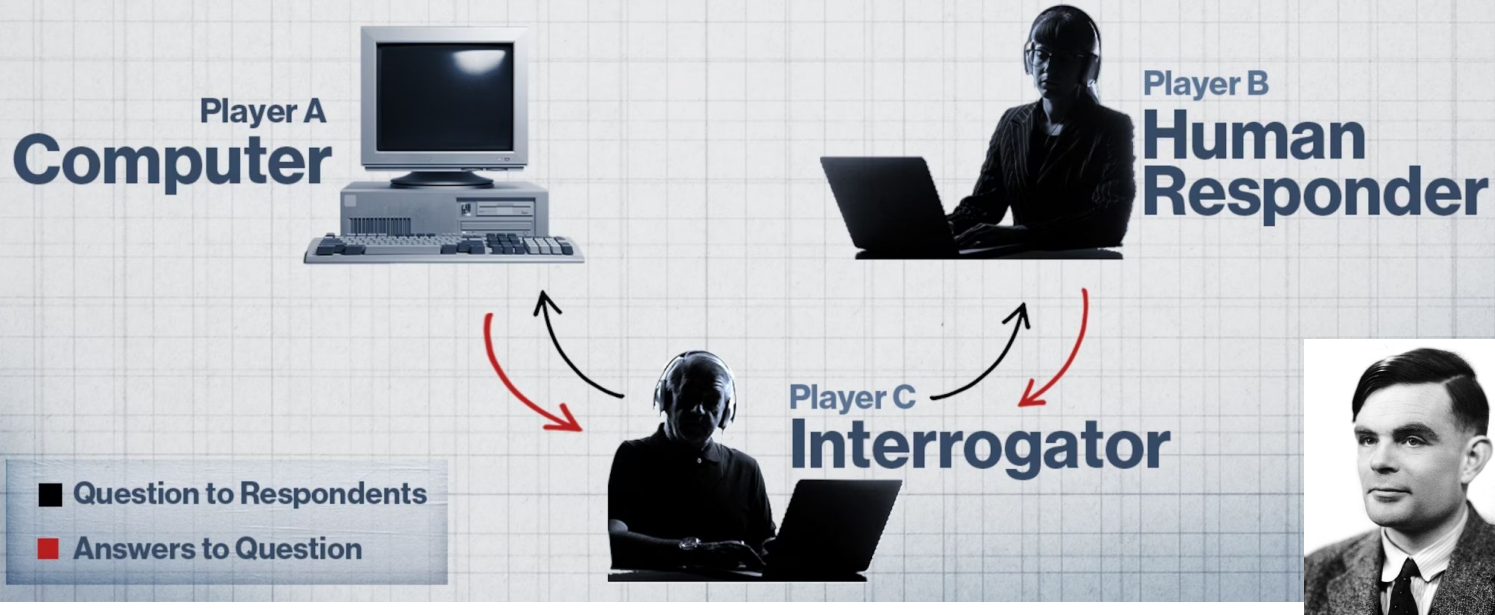 Player A
Computer
Player B
Human
Responder
Player C
Interrogator
Question to Respondents
Answers to Question